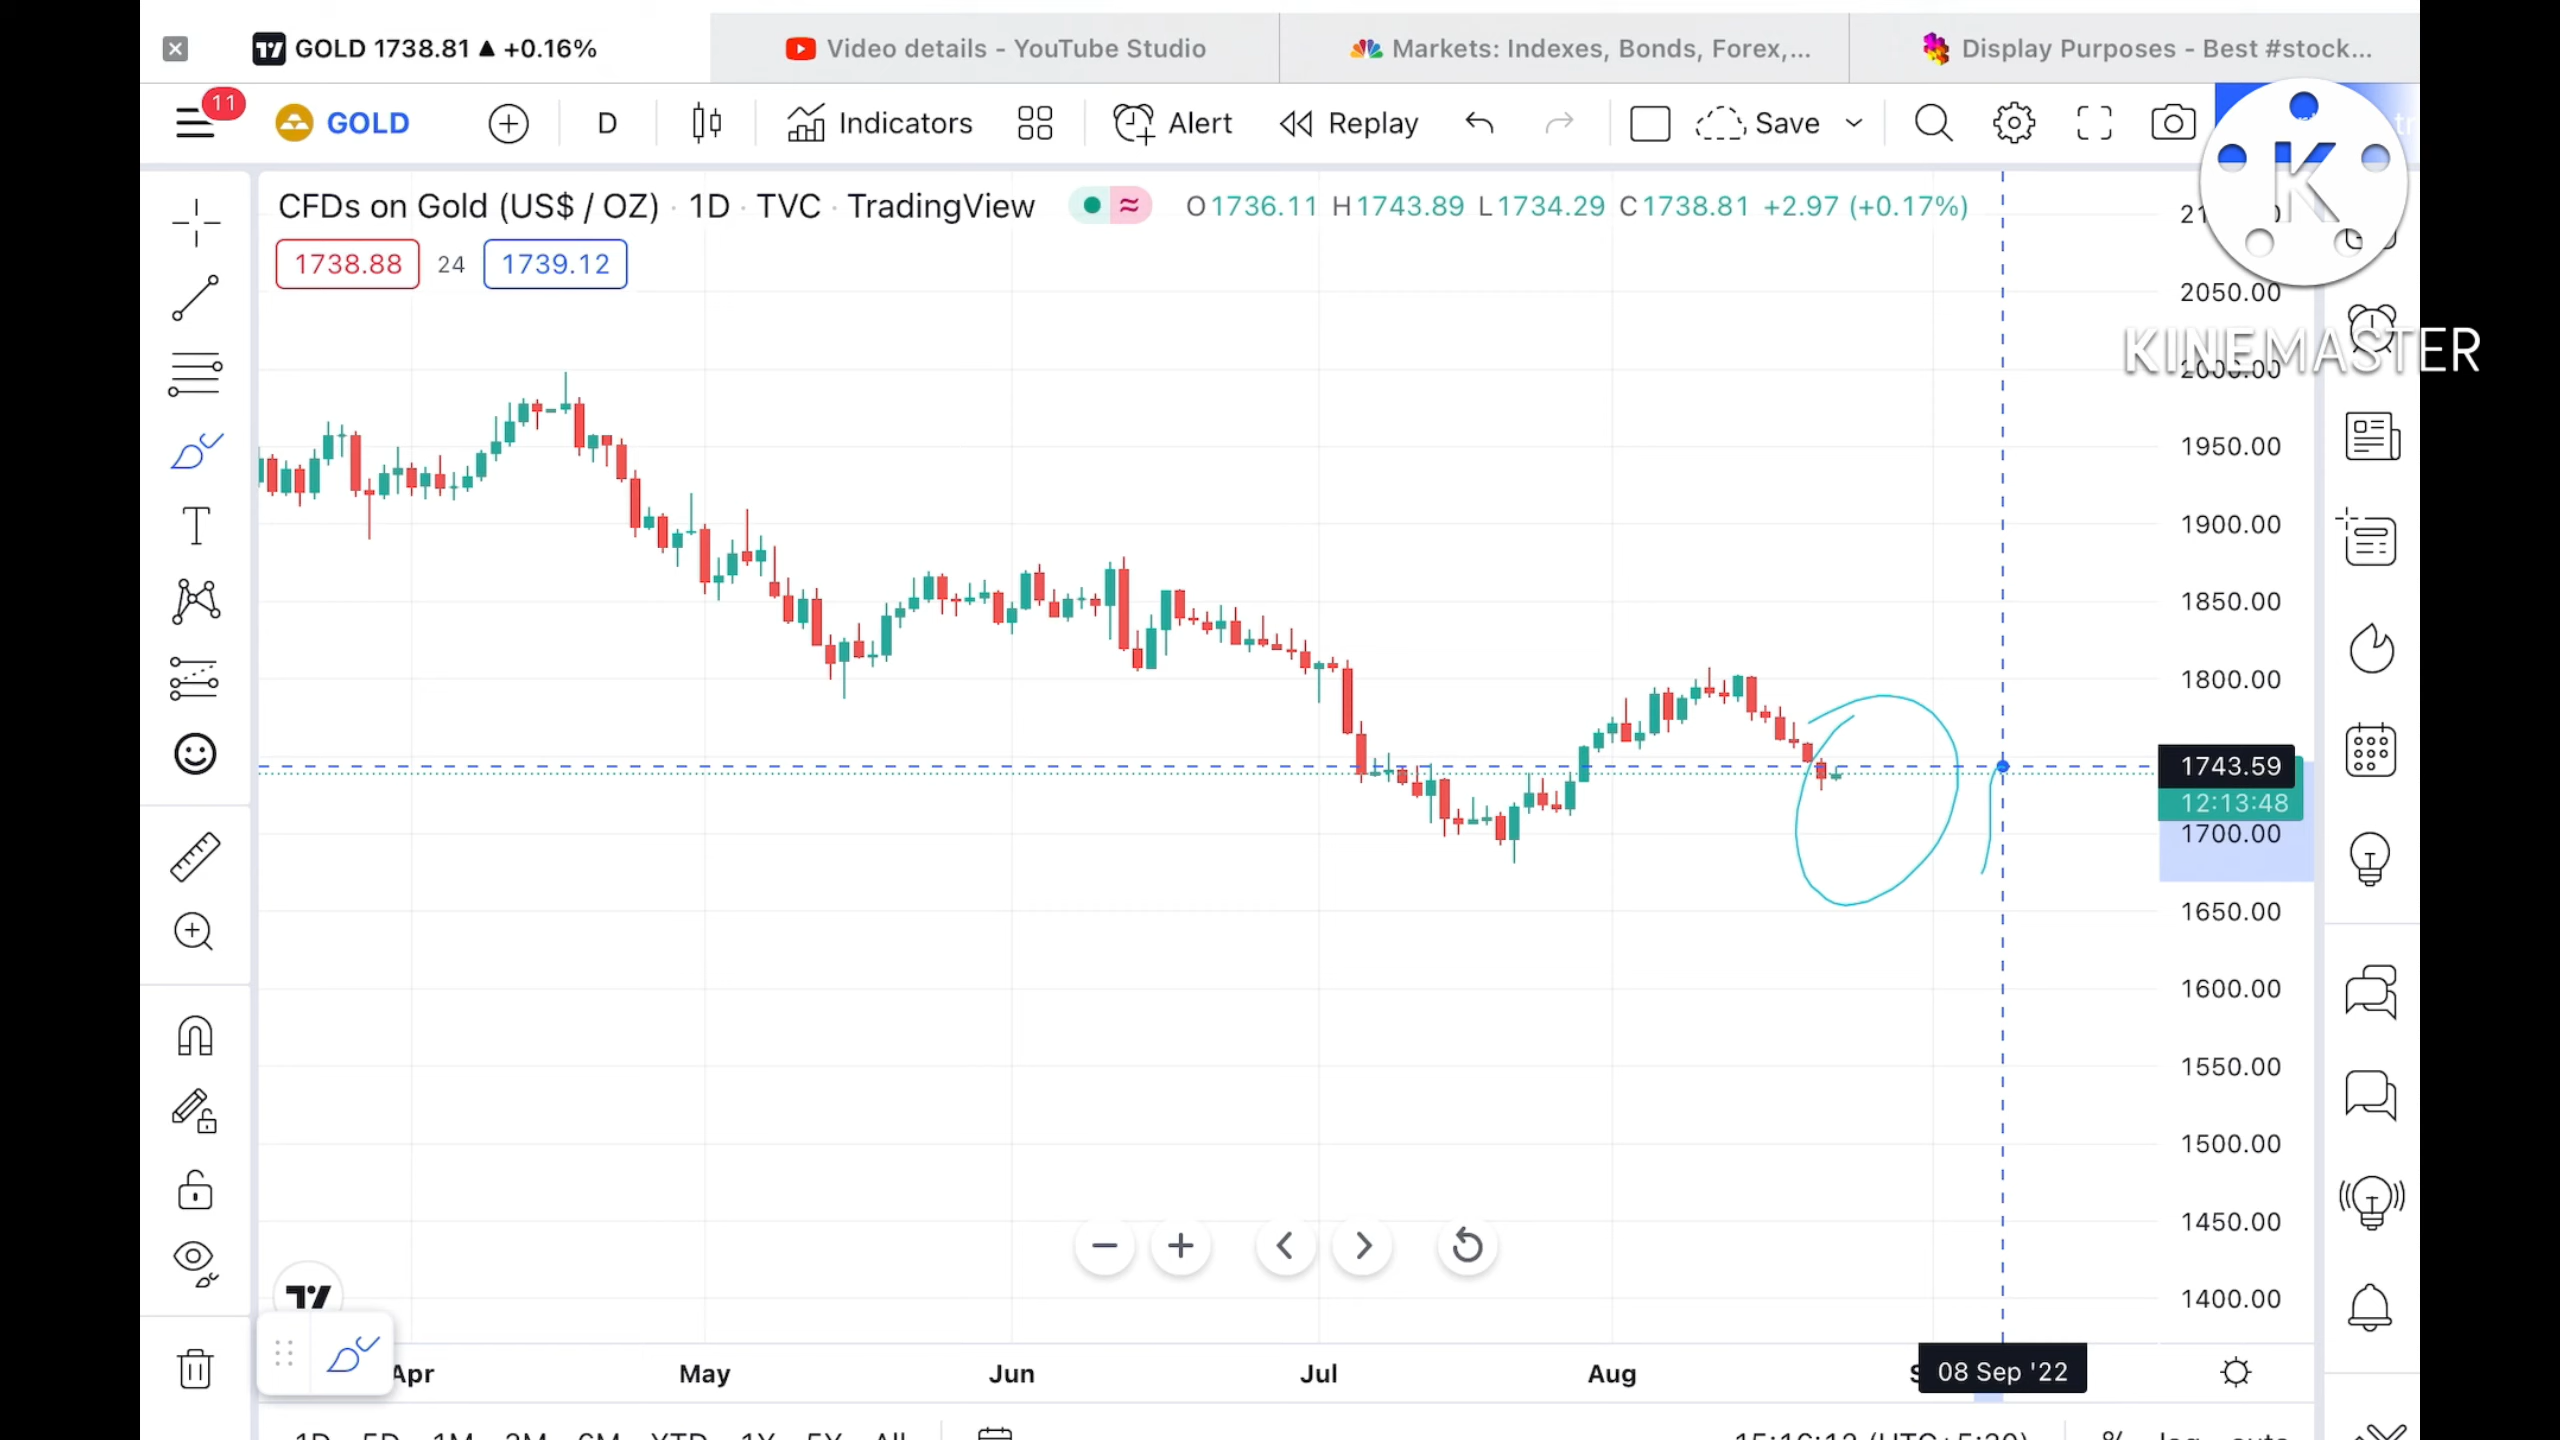 GOLD 1738.81 ▲ +0.16%
Video details - YouTube Studio
Markets: Indexes, Bonds, Forex,...
Display Purposes - Best #stock...
11
GOLD
D
Indicators
Alert
Replay
Save
K
KINEMASTER
CFDs on Gold (US$ / OZ) · 1D · TVC · TradingView
≈
O1736.11 H1743.89 L1734.29 C1738.81 +2.97 (+0.17%)
1738.88
24
1739.12
2050.00
2000.00
1950.00
1900.00
1850.00
1800.00
1743.59
12:13:48
1700.00
1650.00
1600.00
1550.00
1500.00
1450.00
1400.00
Apr
May
Jun
Jul
Aug
08 Sep '22